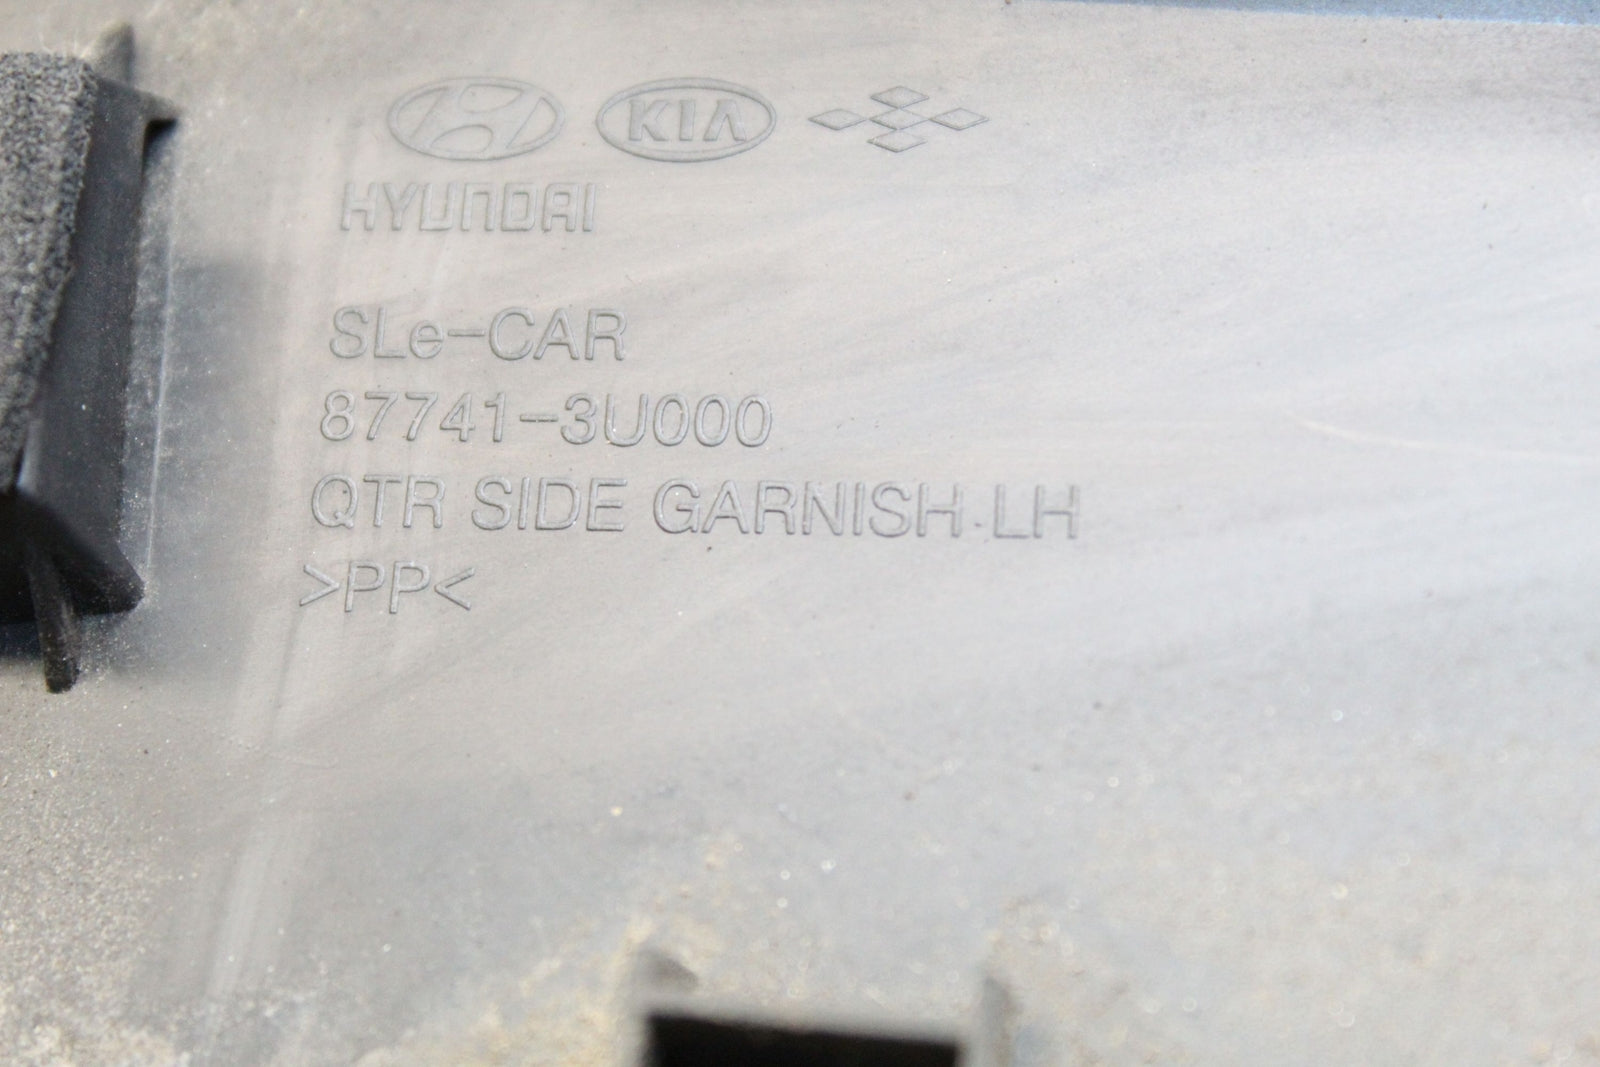 KIA
HYUNDAI
SLe-CAR
87741-3U000
QTR SIDE GARNISH LH
>PP<